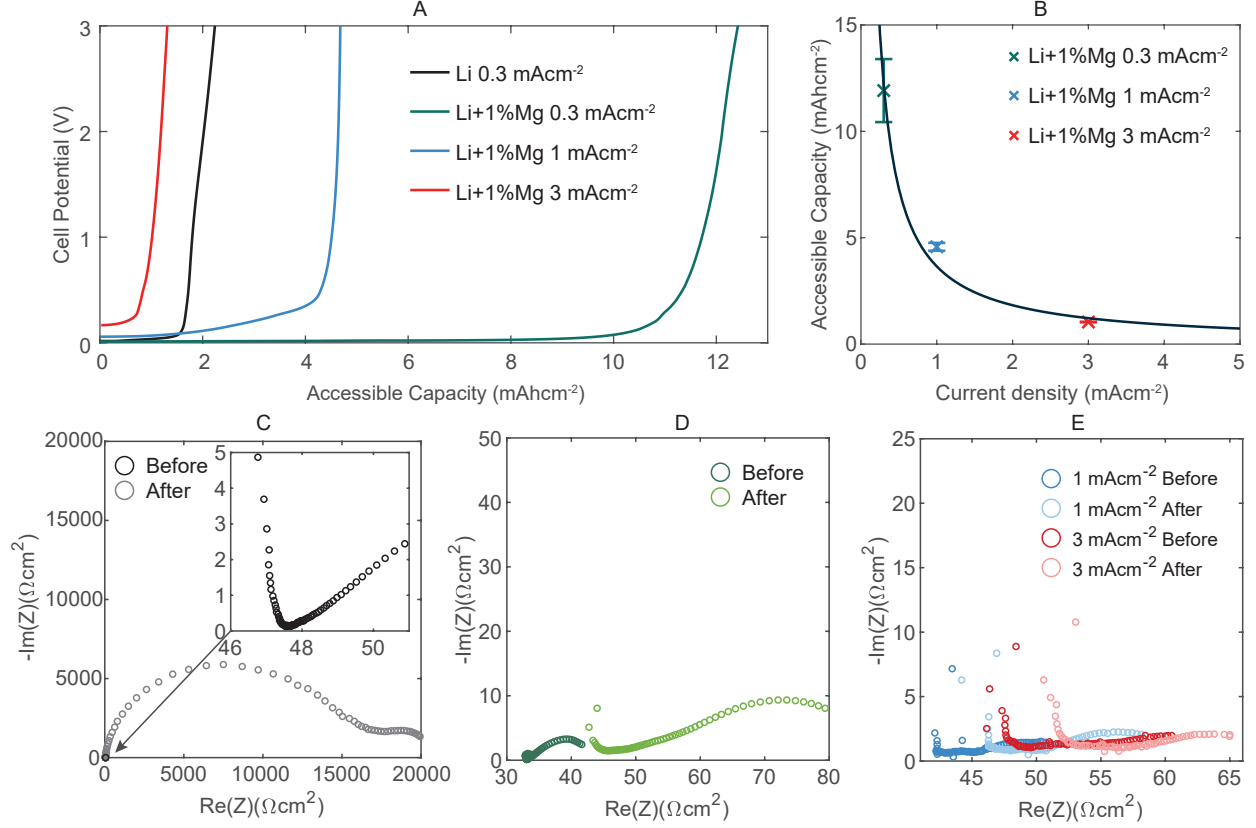 A
3
2
1
0
Cell Potential (V)
Li 0.3 mAcm⁻²
Li+1%Mg 0.3 mAcm⁻²
Li+1%Mg 1 mAcm⁻²
Li+1%Mg 3 mAcm⁻²
0 2 4 6 8 10 12
Accessible Capacity (mAhcm⁻²)
B
15
10
5
0
Accessible Capacity (mAhcm⁻²)
Li+1%Mg 0.3 mAcm⁻²
Li+1%Mg 1 mAcm⁻²
Li+1%Mg 3 mAcm⁻²
0 1 2 3 4 5
Current density (mAcm⁻²)
C
20000
15000
10000
5000
0
-Im(Z)(Ωcm²)
Before
After
5
4
3
2
1
0
46 48 50
0 5000 10000 15000 20000
Re(Z)(Ωcm²)
D
50
40
30
20
10
0
-Im(Z)(Ωcm²)
Before
After
30 40 50 60 70 80
Re(Z)(Ωcm²)
E
25
20
15
10
5
0
-Im(Z)(Ωcm²)
1 mAcm⁻² Before
1 mAcm⁻² After
3 mAcm⁻² Before
3 mAcm⁻² After
45 50 55 60 65
Re(Z)(Ωcm²)